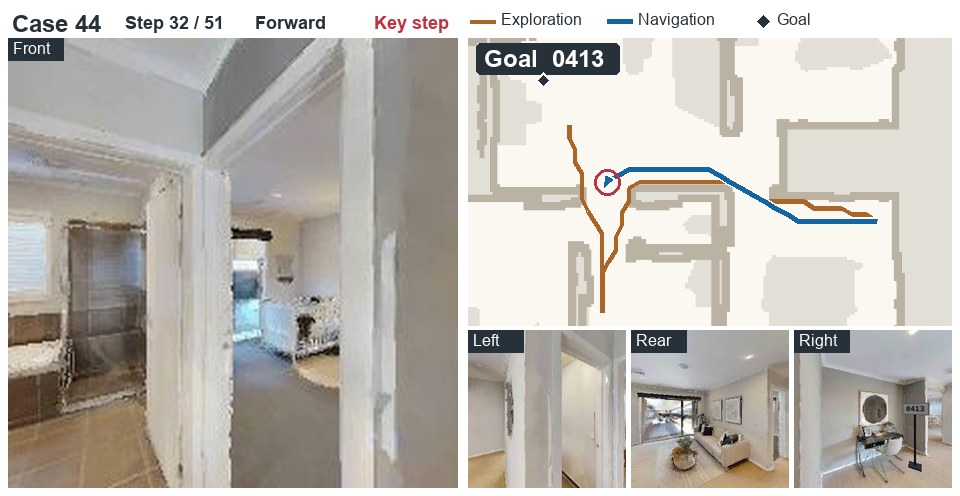 Case 44 Step 32 / 51 Forward Key step
Exploration Navigation Goal
Front
Goal 0413
Left
Rear
Right
0413